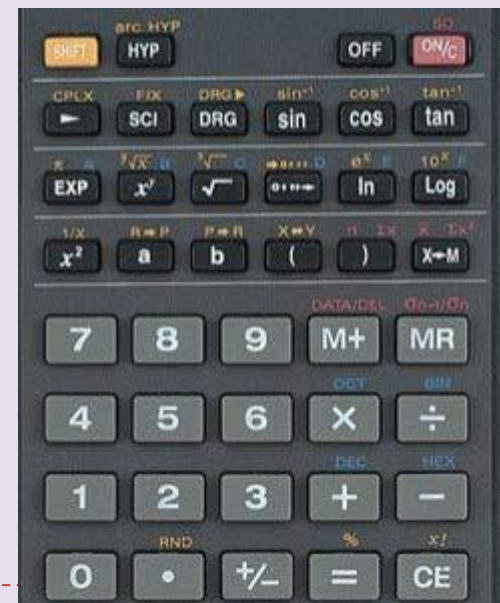 arc HYP SD
SHIFT HYP OFF ON/C
CPLX FIX DRG▶ sin⁻¹ cos⁻¹ tan⁻¹
► SCI DRG sin cos tan
π A ʸ√x B ³√ C D eˣ E 10ˣ F
EXP xʸ √ ln Log
1/X R➡P P➡R X↔Y n Σx x̄ Σx²
x² a b ( ) X➡M
DATA/DEL σn-1/σn
7 8 9 M+ MR
OCT BIN
4 5 6 × ÷
DEC HEX
1 2 3 + −
RND % x!
0 • +/− = CE